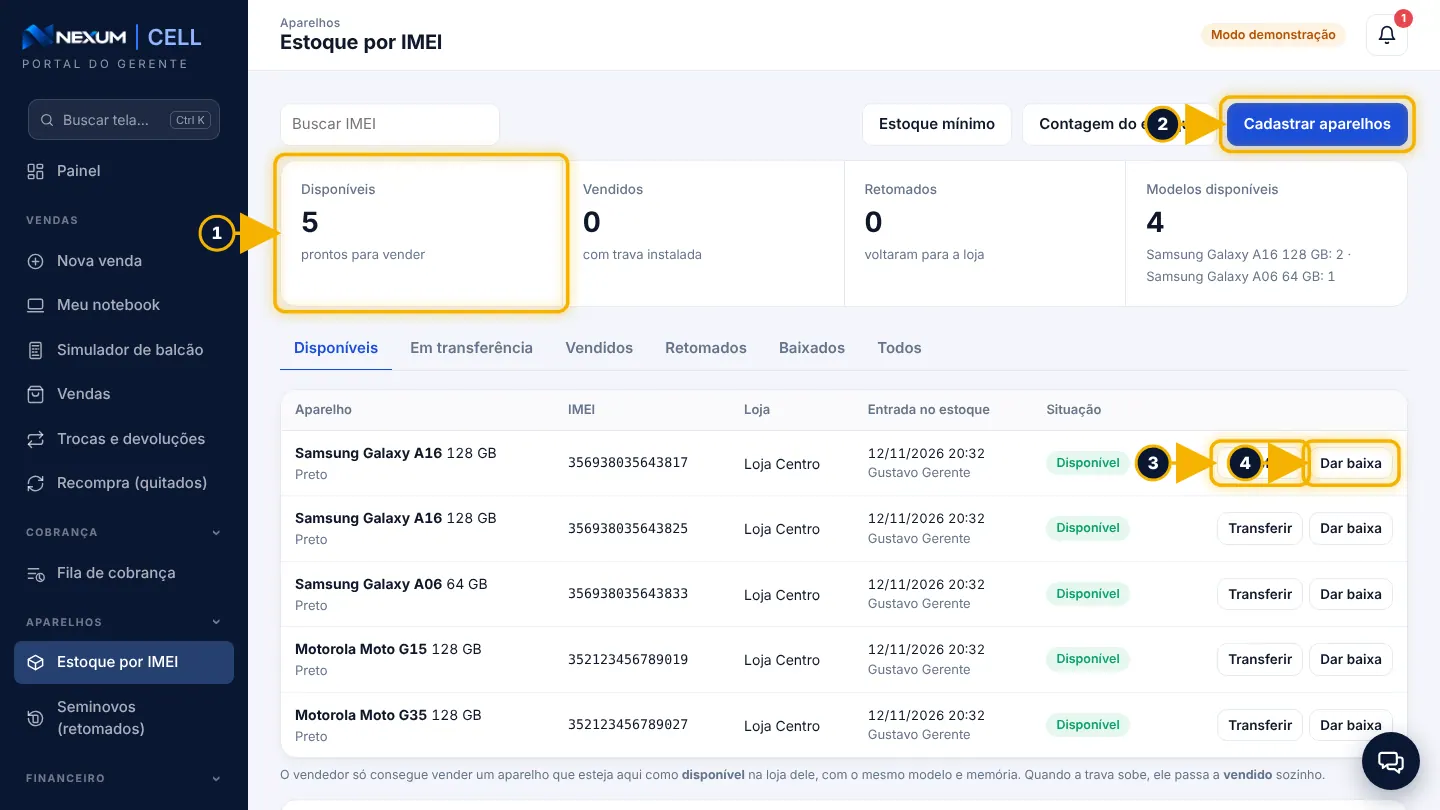 NEXUM | CELL
PORTAL DO GERENTE
Buscar tela... Ctrl K
Painel
VENDAS
Nova venda
Meu notebook
Simulador de balcão
Vendas
Trocas e devoluções
Recompra (quitados)
COBRANÇA
Fila de cobrança
APARELHOS
Estoque por IMEI
Seminovos
(retomados)
FINANCEIRO
Aparelhos
Estoque por IMEI
Modo demonstração
1
Buscar IMEI
Estoque mínimo
Contagem do
2
Cadastrar aparelhos
1
Disponíveis
5
prontos para vender
Vendidos
0
com trava instalada
Retomados
0
voltaram para a loja
Modelos disponíveis
4
Samsung Galaxy A16 128 GB: 2 ·
Samsung Galaxy A06 64 GB: 1
Disponíveis Em transferência Vendidos Retomados Baixados Todos
Aparelho IMEI Loja Entrada no estoque Situação
Samsung Galaxy A16 128 GB
Preto
356938035643817 Loja Centro
12/11/2026 20:32
Gustavo Gerente
Disponível 3 4 Dar baixa
Samsung Galaxy A16 128 GB
Preto
356938035643825 Loja Centro
12/11/2026 20:32
Gustavo Gerente
Disponível Transferir Dar baixa
Samsung Galaxy A06 64 GB
Preto
356938035643833 Loja Centro
12/11/2026 20:32
Gustavo Gerente
Disponível Transferir Dar baixa
Motorola Moto G15 128 GB
Preto
352123456789019 Loja Centro
12/11/2026 20:32
Gustavo Gerente
Disponível Transferir Dar baixa
Motorola Moto G35 128 GB
Preto
352123456789027 Loja Centro
12/11/2026 20:32
Gustavo Gerente
Disponível Transferir Dar baixa
O vendedor só consegue vender um aparelho que esteja aqui como disponível na loja dele, com o mesmo modelo e memória. Quando a trava sobe, ele passa a vendido sozinho.